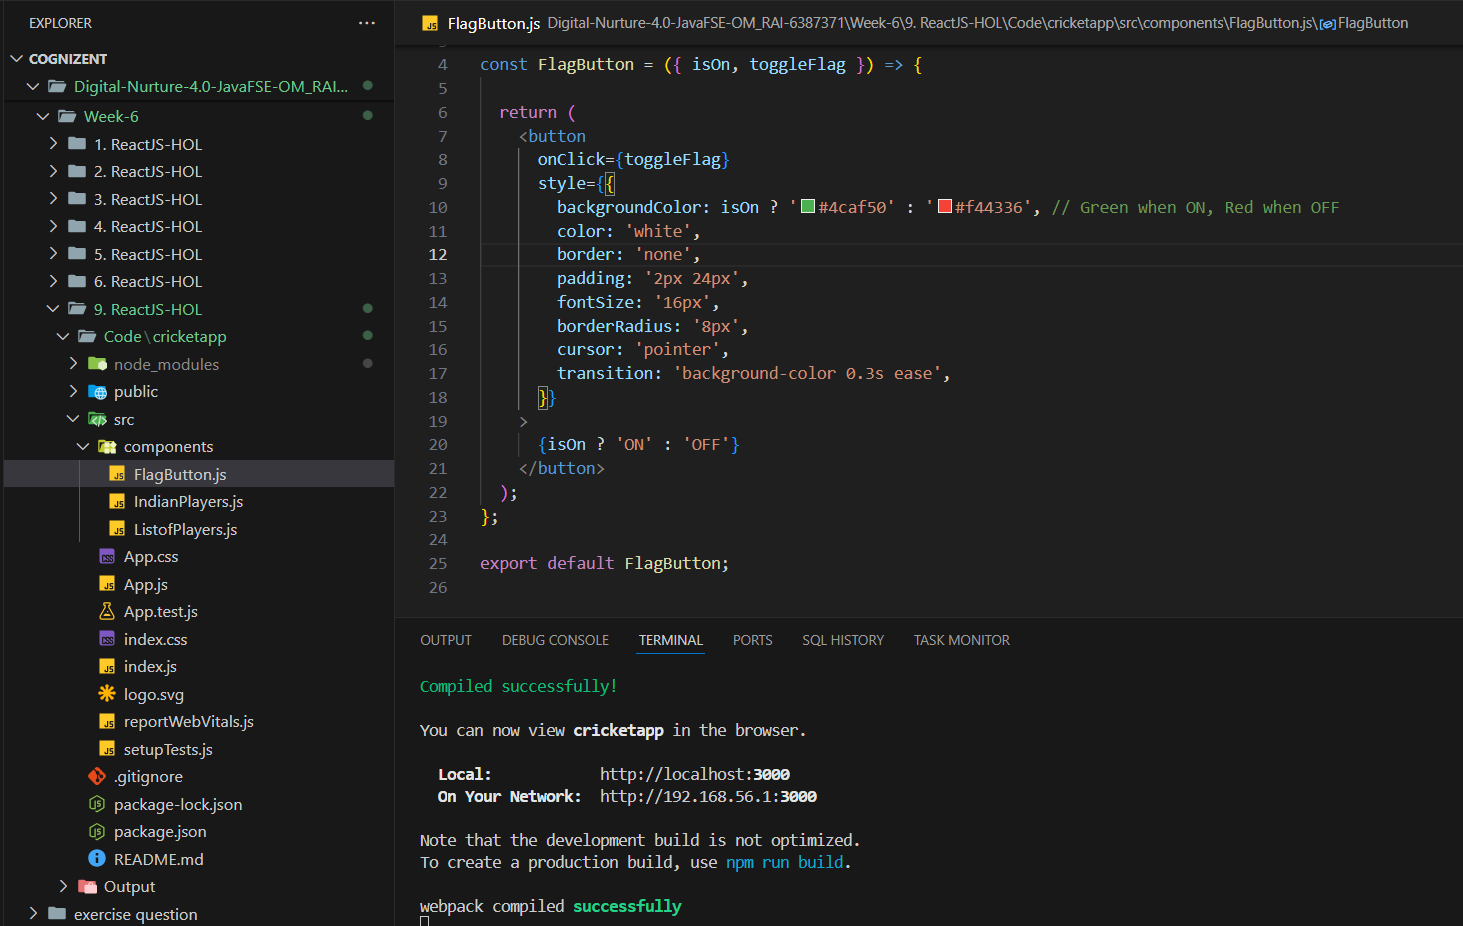 EXPLORER
COGNIZENT
Digital-Nurture-4.0-JavaFSE-OM_RAI...
Week-6
1. ReactJS-HOL
2. ReactJS-HOL
3. ReactJS-HOL
4. ReactJS-HOL
5. ReactJS-HOL
6. ReactJS-HOL
9. ReactJS-HOL
Code\cricketapp
node_modules
public
src
components
FlagButton.js
IndianPlayers.js
ListofPlayers.js
App.css
App.js
App.test.js
index.css
index.js
logo.svg
reportWebVitals.js
setupTests.js
.gitignore
package-lock.json
package.json
README.md
Output
exercise question
FlagButton.js Digital-Nurture-4.0-JavaFSE-OM_RAI-6387371\Week-6\9. ReactJS-HOL\Code\cricketapp\src\components\FlagButton.js\FlagButton
4 const FlagButton = ({ isOn, toggleFlag }) => {
5
6 return (
7 <button
8 onClick={toggleFlag}
9 style={{
10 backgroundColor: isOn ? '#4caf50' : '#f44336', // Green when ON, Red when OFF
11 color: 'white',
12 border: 'none',
13 padding: '2px 24px',
14 fontSize: '16px',
15 borderRadius: '8px',
16 cursor: 'pointer',
17 transition: 'background-color 0.3s ease',
18 }}
19 >
20 {isOn ? 'ON' : 'OFF'}
21 </button>
22 );
23 };
24
25 export default FlagButton;
26
OUTPUT DEBUG CONSOLE TERMINAL PORTS SQL HISTORY TASK MONITOR
Compiled successfully!
You can now view cricketapp in the browser.
Local: http://localhost:3000
On Your Network: http://192.168.56.1:3000
Note that the development build is not optimized.
To create a production build, use npm run build.
webpack compiled successfully